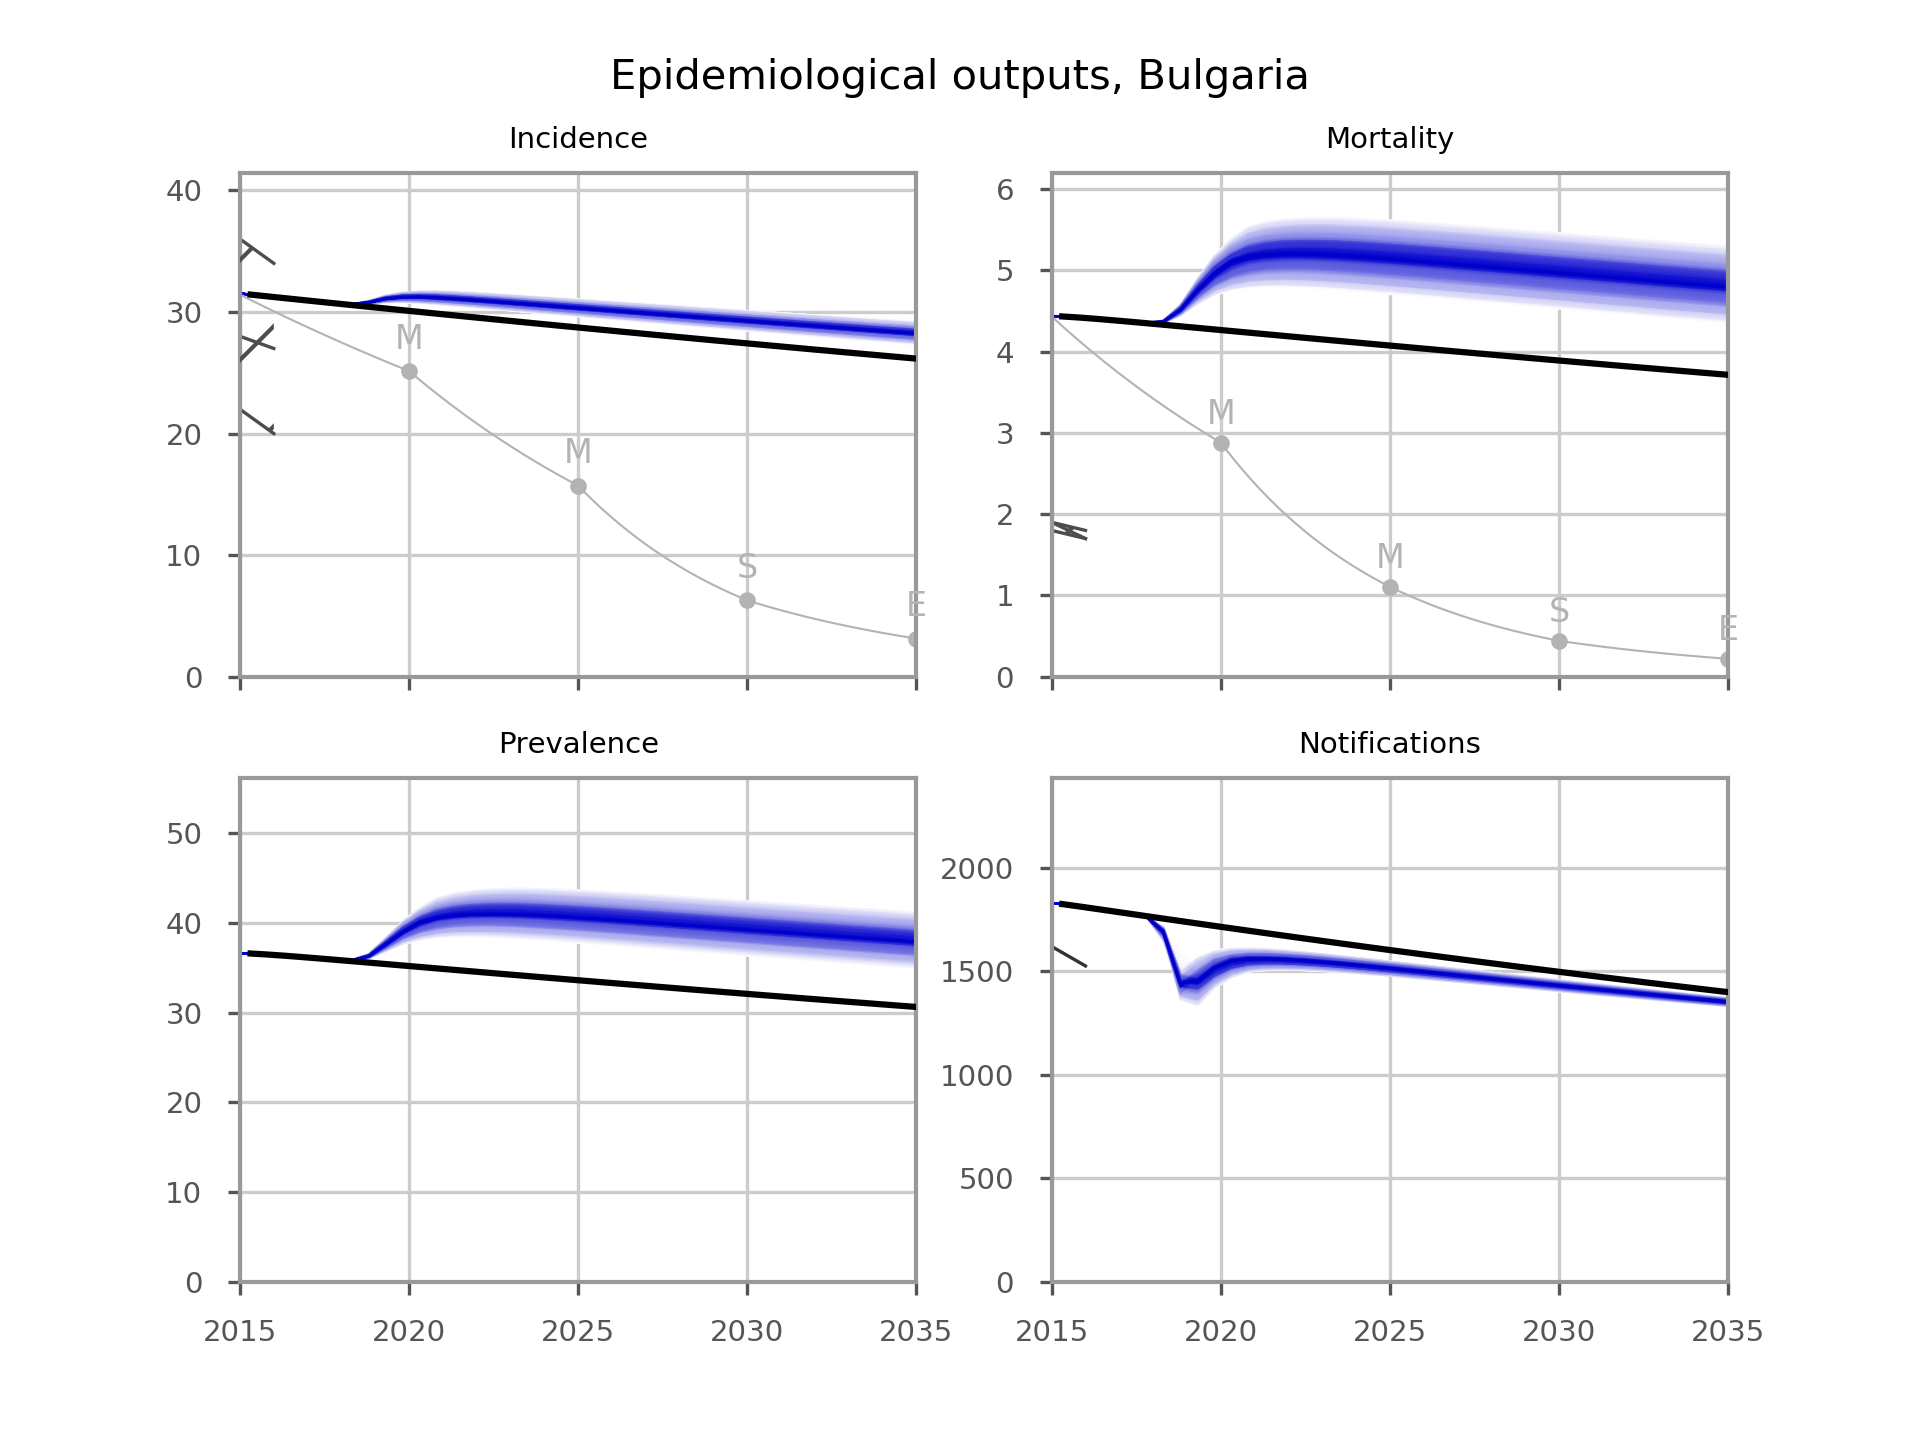 Epidemiological outputs, Bulgaria
Incidence
Mortality
40
30
20
10
0
M
M
S
E
6
5
4
3
2
1
0
M
M
S
E
Prevalence
Notifications
50
40
30
20
10
0
2015 2020 2025 2030 2035
2000
1500
1000
500
0
2015 2020 2025 2030 2035